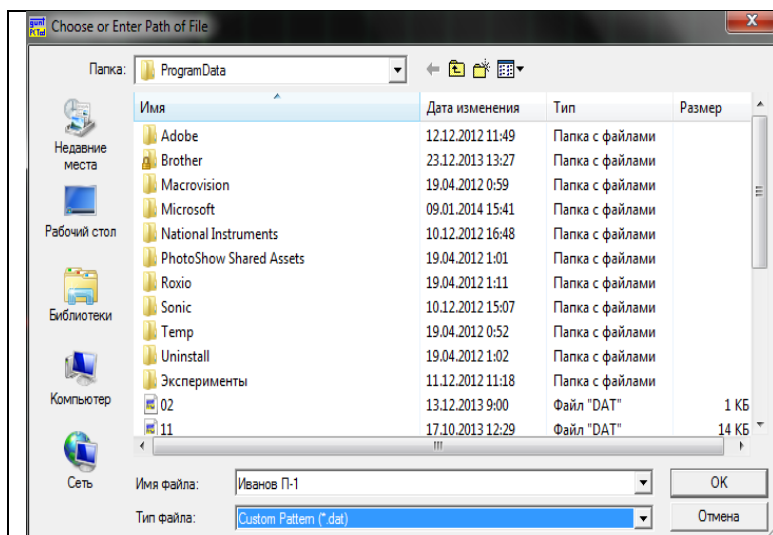 gunt
Choose or Enter Path of File
Папка: ProgramData
Имя Дата изменения Тип Размер
Adobe 12.12.2012 11:49 Папка с файлами
Brother 23.12.2013 13:27 Папка с файлами
Macrovision 19.04.2012 0:59 Папка с файлами
Microsoft 09.01.2014 15:41 Папка с файлами
National Instruments 10.12.2012 16:48 Папка с файлами
PhotoShow Shared Assets 19.04.2012 1:01 Папка с файлами
Roxio 19.04.2012 1:11 Папка с файлами
Sonic 10.12.2012 15:07 Папка с файлами
Temp 19.04.2012 0:52 Папка с файлами
Uninstall 19.04.2012 1:02 Папка с файлами
Эксперименты 11.12.2012 11:18 Папка с файлами
02 13.12.2013 9:00 Файл "DAT" 1 КБ
11 17.10.2013 12:29 Файл "DAT" 14 КБ
Недавние
места
Рабочий стол
Библиотеки
Компьютер
Сеть
Имя файла: Иванов П-1 OK
Тип файла: Custom Pattern (*.dat) Отмена